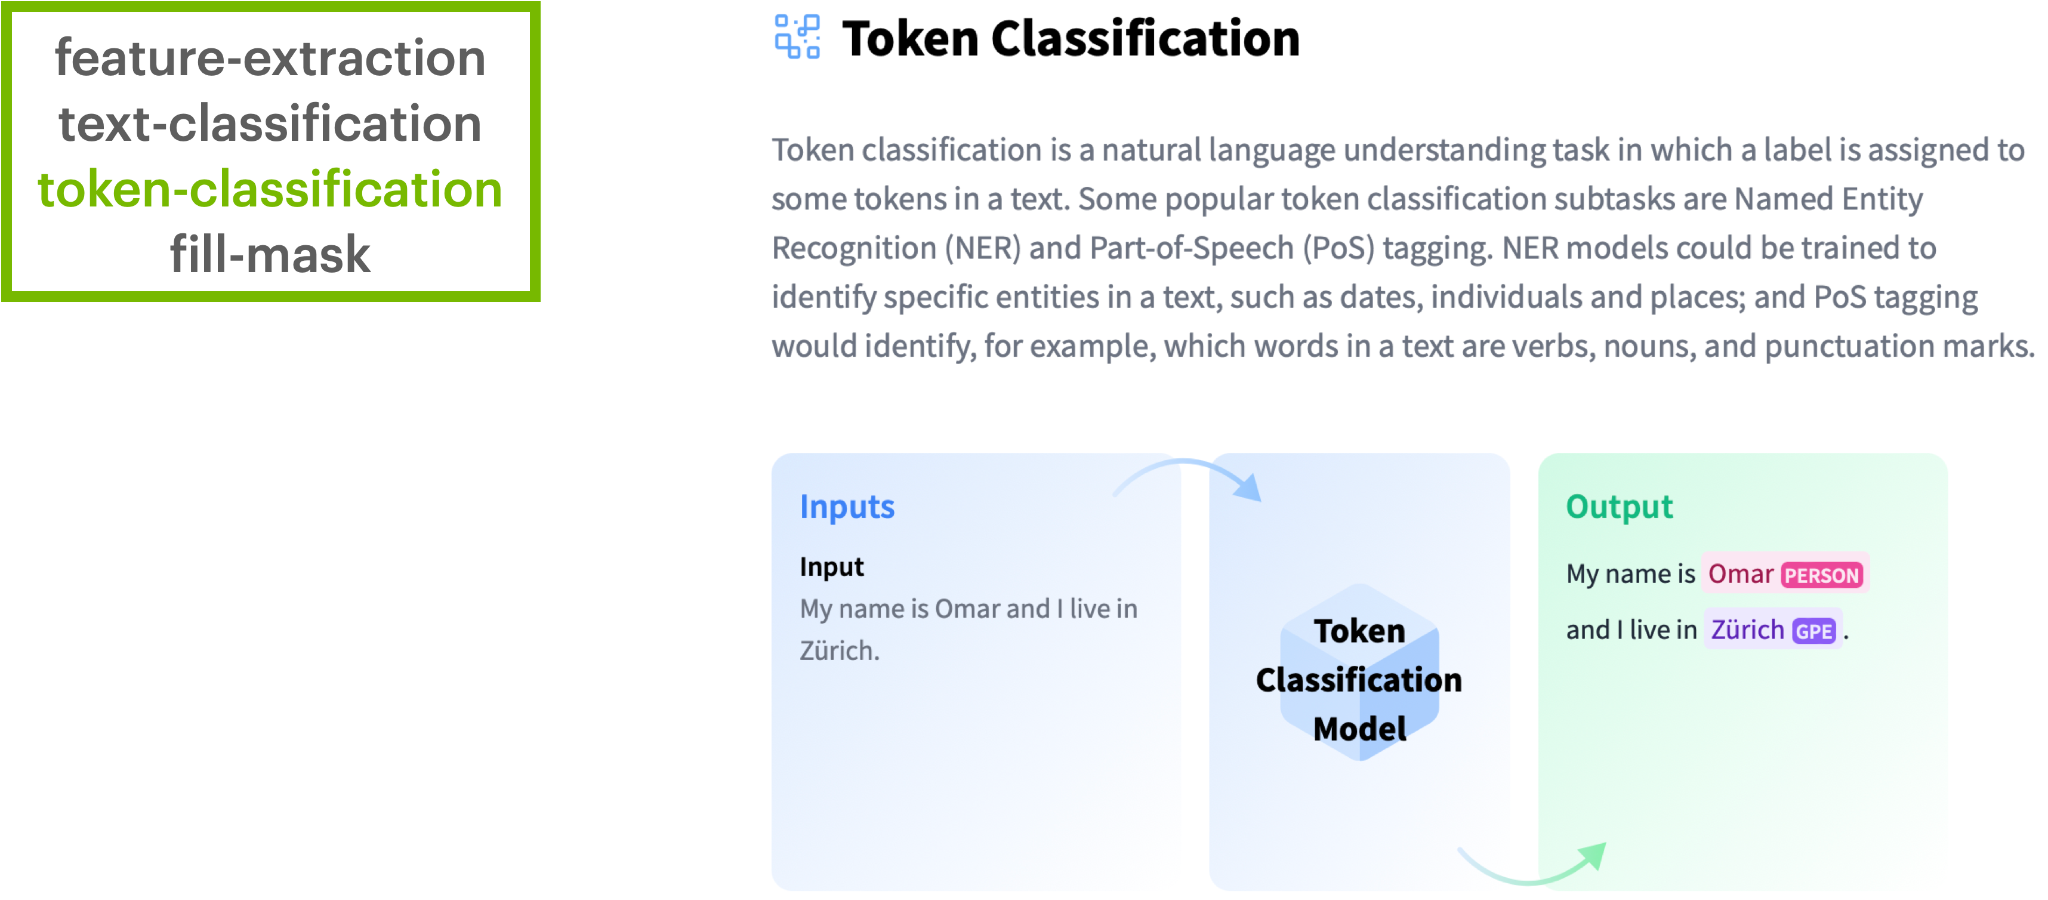 feature-extraction
text-classification
token-classification
fill-mask
Token Classification
Token classification is a natural language understanding task in which a label is assigned to
some tokens in a text. Some popular token classification subtasks are Named Entity
Recognition (NER) and Part-of-Speech (PoS) tagging. NER models could be trained to
identify specific entities in a text, such as dates, individuals and places; and PoS tagging
would identify, for example, which words in a text are verbs, nouns, and punctuation marks.
Inputs
Input
My name is Omar and I live in
Zürich.
Token
Classification
Model
Output
My name is Omar PERSON
and I live in Zürich GPE .